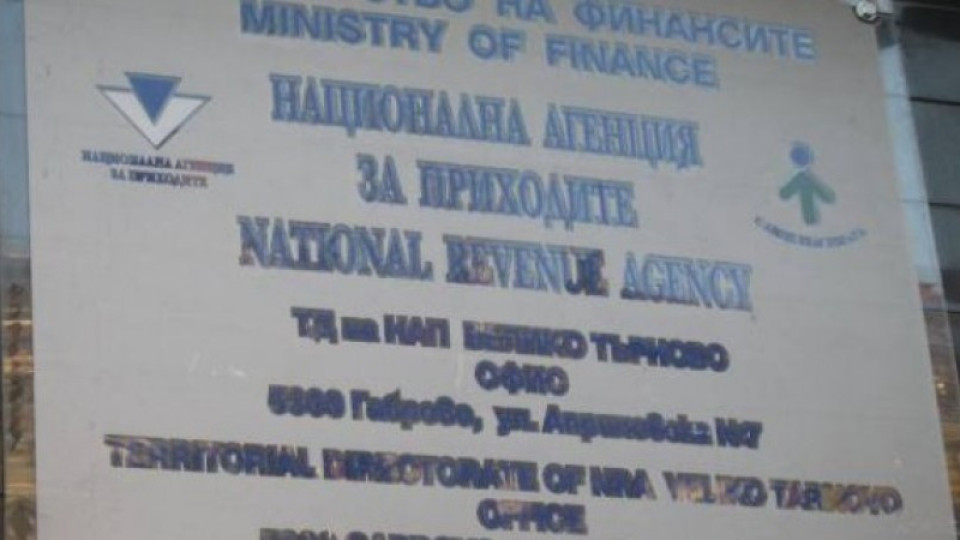 НА ФИНАНСИТЕ
MINISTRY OF FINANCE
НАЦИОНАЛНА АГЕНЦИЯ
ЗА ПРИХОДИТЕ
НАЦИОНАЛНА АГЕНЦИЯ
ЗА ПРИХОДИТЕ
NATIONAL REVENUE AGENCY
ТД на НАП ВЕЛИКО ТЪРНОВО
ОФИС
5300 Габрово, ул. Априловска №7
TERRITORIAL DIRECTORATE OF NRA VELIKO TARNOVO
OFFICE